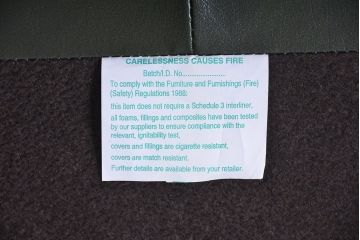 CARELESSNESS CAUSES FIRE
Batch/I.D. No.......................
To comply with the Furniture and Furnishings (Fire)
(Safety) Regulations 1988:
this item does not require a Schedule 3 interliner,
all foams, fillings and composites have been tested
by our suppliers to ensure compliance with the
relevant, ignitability test,
covers and fillings are cigarette resistant,
covers are match resistant.
Further details are available from your retailer.